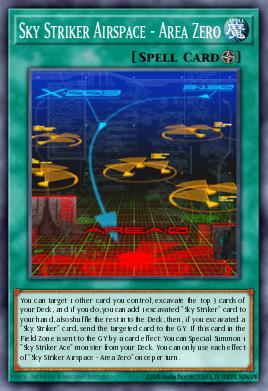 Sky Striker Airspace - Area Zero
魔
[Spell Card]
AREA-0
You can target 1 other card you control; excavate the top 3 cards of
your Deck, and if you do, you can add 1 excavated "Sky Striker" card to
your hand, also shuffle the rest into the Deck, then, if you excavated a
"Sky Striker" card, send the targeted card to the GY. If this card in the
Field Zone is sent to the GY by a card effect: You can Special Summon 1
"Sky Striker Ace" monster from your Deck. You can only use each effect
of "Sky Striker Airspace - Area Zero" once per turn.